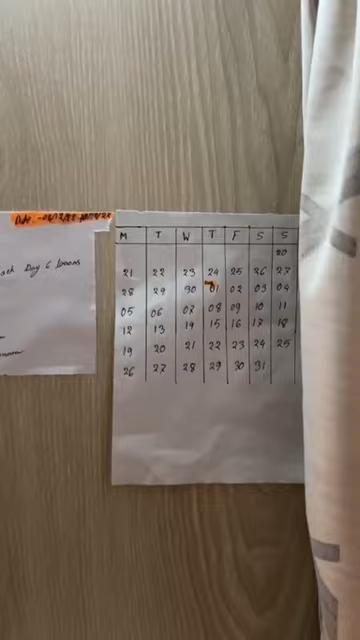 ach Day 6
M T W T F S S
20
21 22 23 24 25 26 27
28 29 30 01 02 03 04
05 06 07 08 09 10 11
12 13 14 15 16 17 18
19 20 21 22 23 24 25
26 27 28 29 30 31